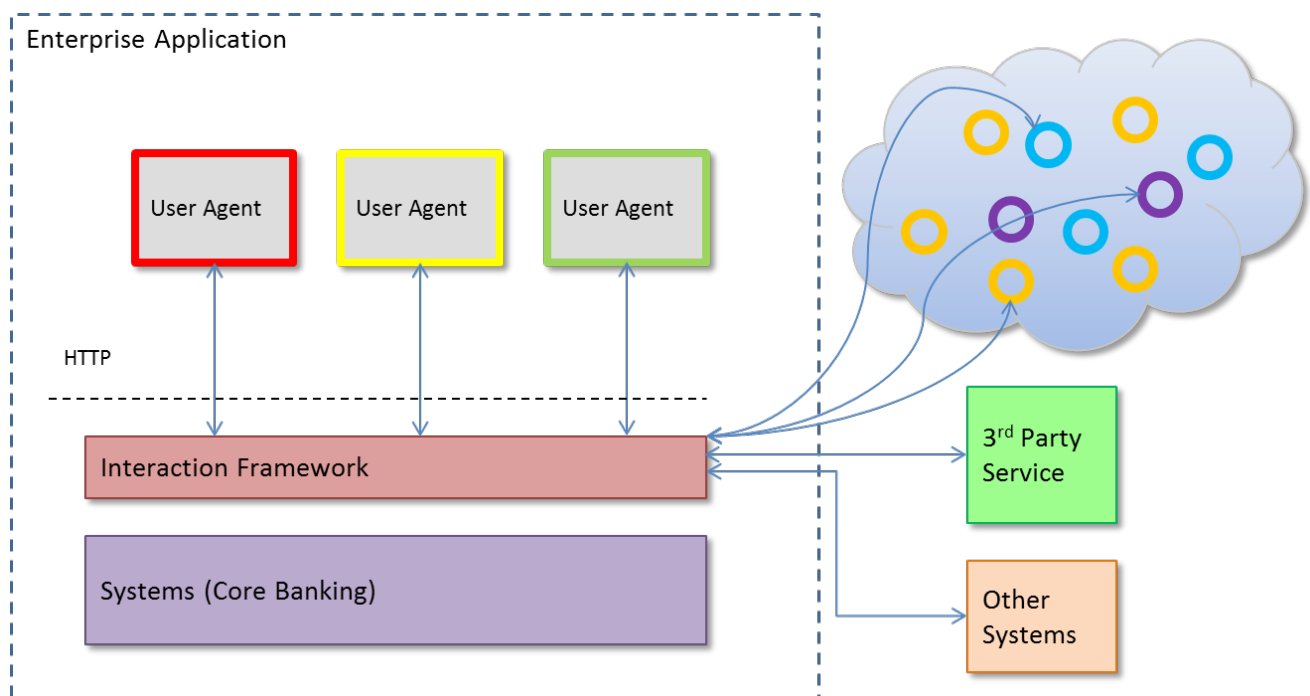 Enterprise Application
User Agent
User Agent
User Agent
HTTP
Interaction Framework
3rd Party
Service
Systems (Core Banking)
Other
Systems